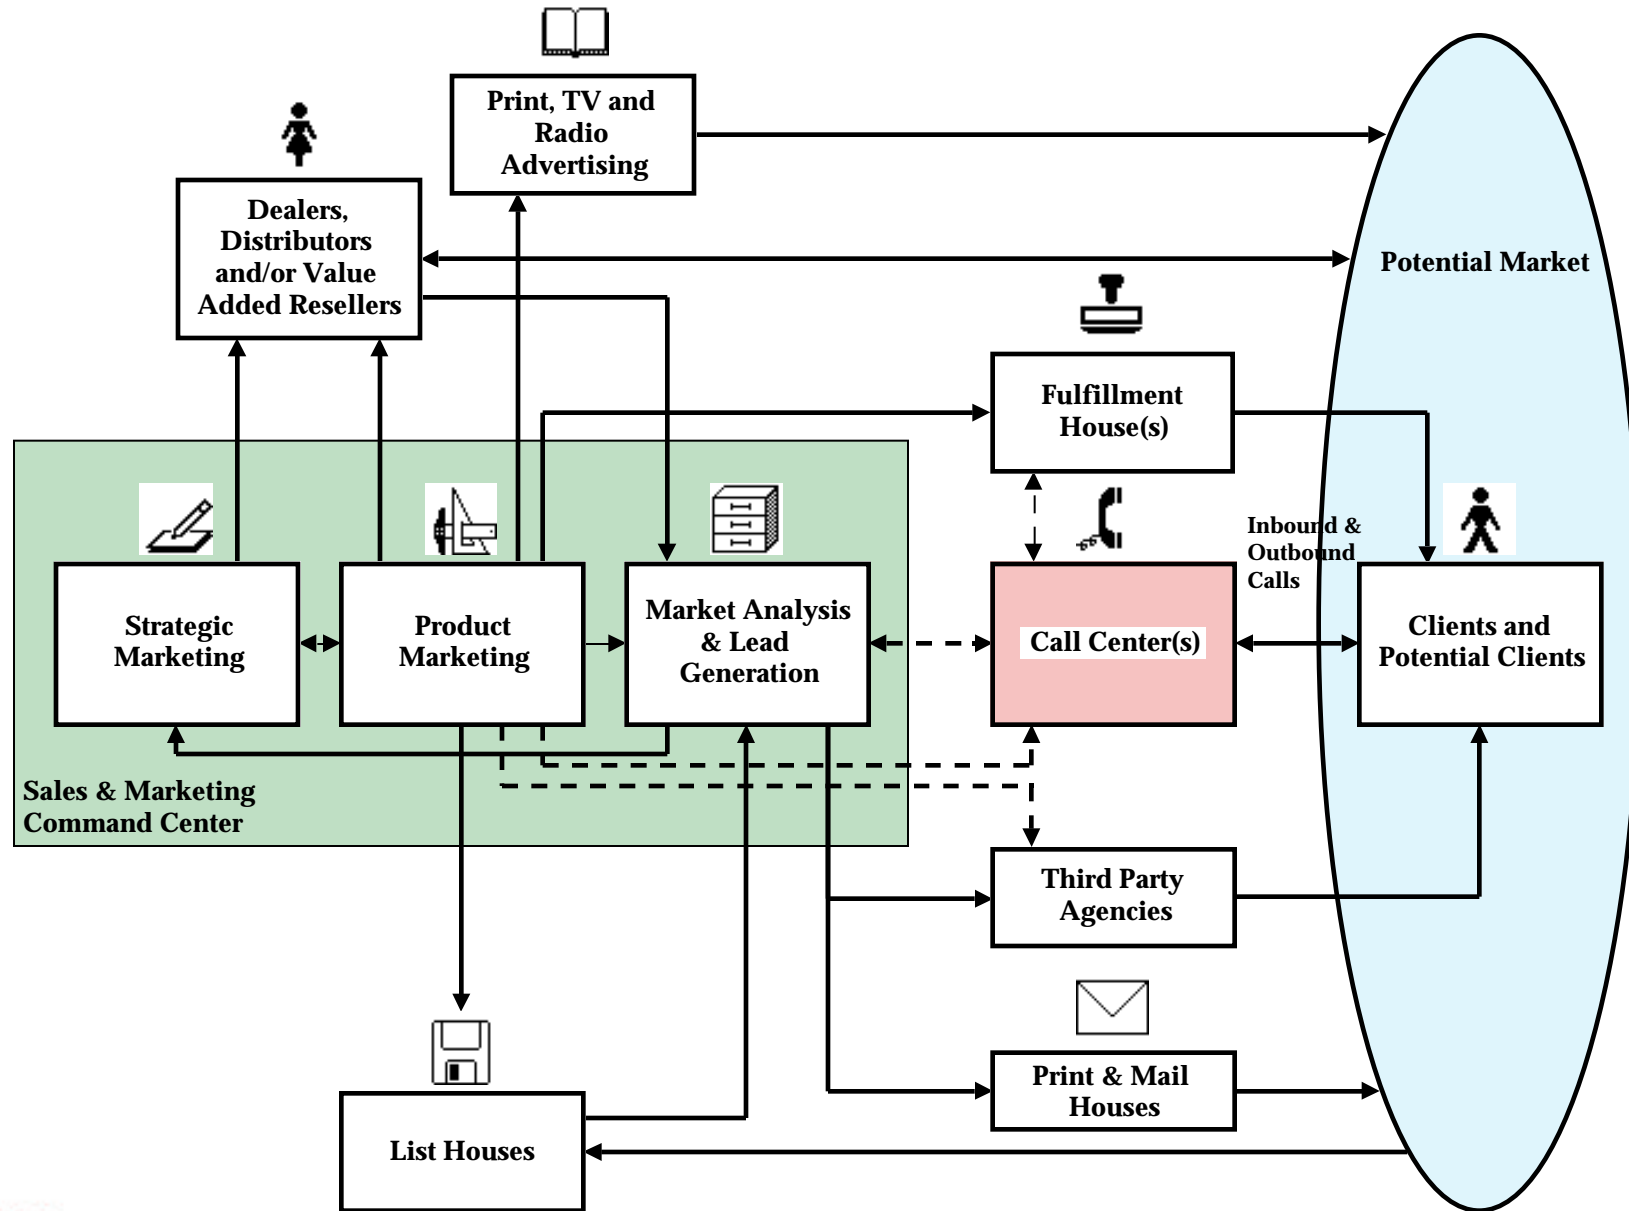 Print, TV and
Radio
Advertising
Dealers,
Distributors
and/or Value
Added Resellers
Potential Market
Fulfillment
House(s)
Inbound &
Outbound
Calls
Strategic
Marketing
Product
Marketing
Market Analysis
& Lead
Generation
Call Center(s)
Clients and
Potential Clients
Sales & Marketing
Command Center
Third Party
Agencies
Print & Mail
Houses
List Houses